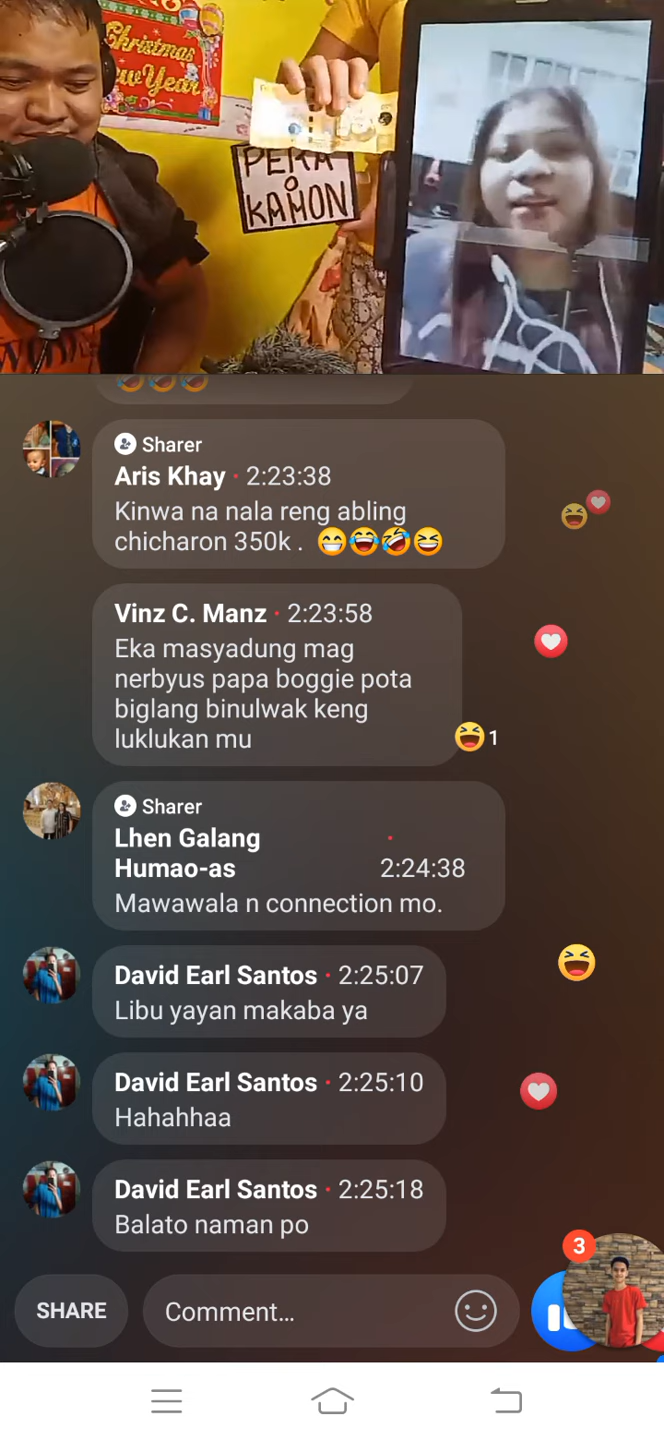 Christmas
New Year
PERA
O
KAHON
Sharer
Aris Khay · 2:23:38
Kinwa na nala reng abling
chicharon 350k . 😁😂🤣😆
Vinz C. Manz · 2:23:58
Eka masyadung mag
nerbyus papa boggie pota
biglang binulwak keng
luklukan mu
1
Sharer
Lhen Galang ·
Humao-as 2:24:38
Mawawala n connection mo.
David Earl Santos · 2:25:07
Libu yayan makaba ya
David Earl Santos · 2:25:10
Hahahhaa
David Earl Santos · 2:25:18
Balato naman po
3
SHARE
Comment...